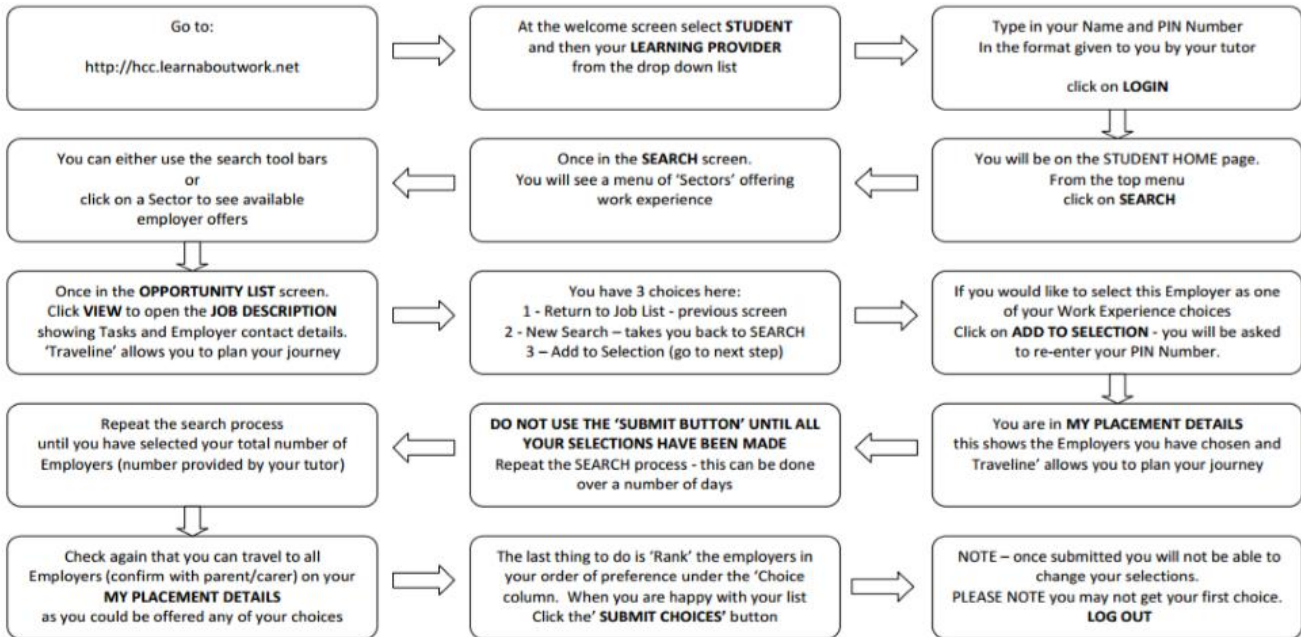 Go to:
http://hcc.learnaboutwork.net
At the welcome screen select STUDENT
and then your LEARNING PROVIDER
from the drop down list
Type in your Name and PIN Number
In the format given to you by your tutor
click on LOGIN
You will be on the STUDENT HOME page.
From the top menu
click on SEARCH
Once in the SEARCH screen.
You will see a menu of 'Sectors' offering
work experience
You can either use the search tool bars
or
click on a Sector to see available
employer offers
Once in the OPPORTUNITY LIST screen.
Click VIEW to open the JOB DESCRIPTION
showing Tasks and Employer contact details.
'Traveline' allows you to plan your journey
You have 3 choices here:
1 - Return to Job List - previous screen
2 - New Search – takes you back to SEARCH
3 – Add to Selection (go to next step)
If you would like to select this Employer as one
of your Work Experience choices
Click on ADD TO SELECTION - you will be asked
to re-enter your PIN Number.
You are in MY PLACEMENT DETAILS
this shows the Employers you have chosen and
Traveline' allows you to plan your journey
DO NOT USE THE 'SUBMIT BUTTON' UNTIL ALL
YOUR SELECTIONS HAVE BEEN MADE
Repeat the SEARCH process - this can be done
over a number of days
Repeat the search process
until you have selected your total number of
Employers (number provided by your tutor)
Check again that you can travel to all
Employers (confirm with parent/carer) on your
MY PLACEMENT DETAILS
as you could be offered any of your choices
The last thing to do is 'Rank' the employers in
your order of preference under the 'Choice
column. When you are happy with your list
Click the' SUBMIT CHOICES' button
NOTE – once submitted you will not be able to
change your selections.
PLEASE NOTE you may not get your first choice.
LOG OUT